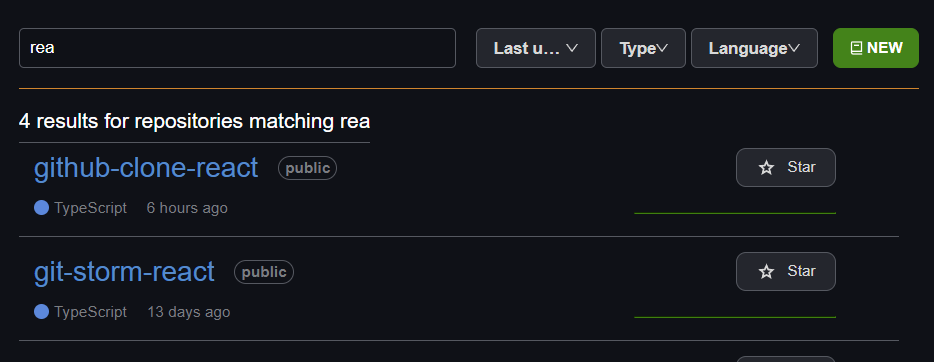 rea
Last u... Type Language NEW
4 results for repositories matching rea
github-clone-react public
Star
TypeScript 6 hours ago
git-storm-react public
Star
TypeScript 13 days ago